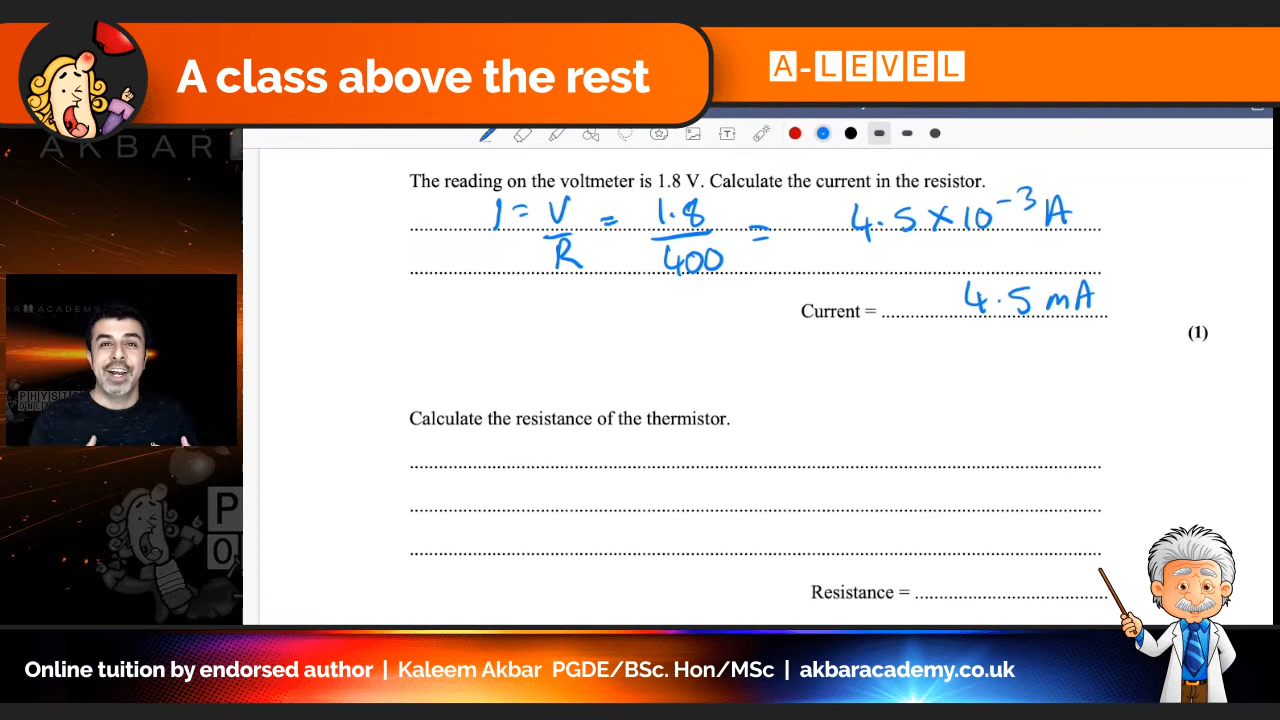 A class above the rest
A-LEVEL
AKBAR
The reading on the voltmeter is 1.8 V. Calculate the current in the resistor.
I = V/R = 1.8/400 = 4.5 × 10⁻³ A
Current = 4.5 mA
(1)
Calculate the resistance of the thermistor.
Resistance =
Online tuition by endorsed author | Kaleem Akbar PGDE/BSc. Hon/MSc | akbaracademy.co.uk